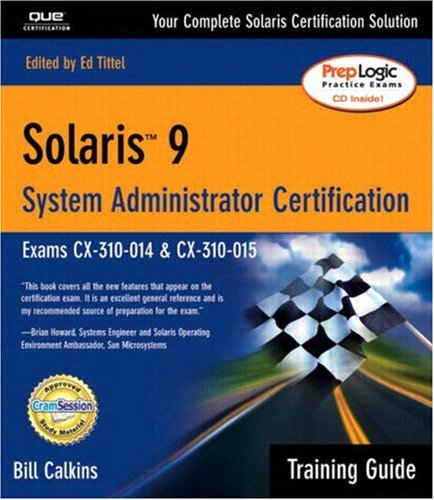 QUE
CERTIFICATION
Your Complete Solaris Certification Solution
Edited by Ed Tittel
PrepLogic
Practice Exams
CD Inside!
Solaris™ 9
System Administrator Certification
Exams CX-310-014 & CX-310-015
"This book covers all the new features that appear on the
certification exam. It is an excellent general reference and is
my recommended source of preparation for the exam."
—Brian Howard, Systems Engineer and Solaris Operating
Environment Ambassador, Sun Microsystems
Approved
CramSession
Study Material
Bill Calkins
Training Guide